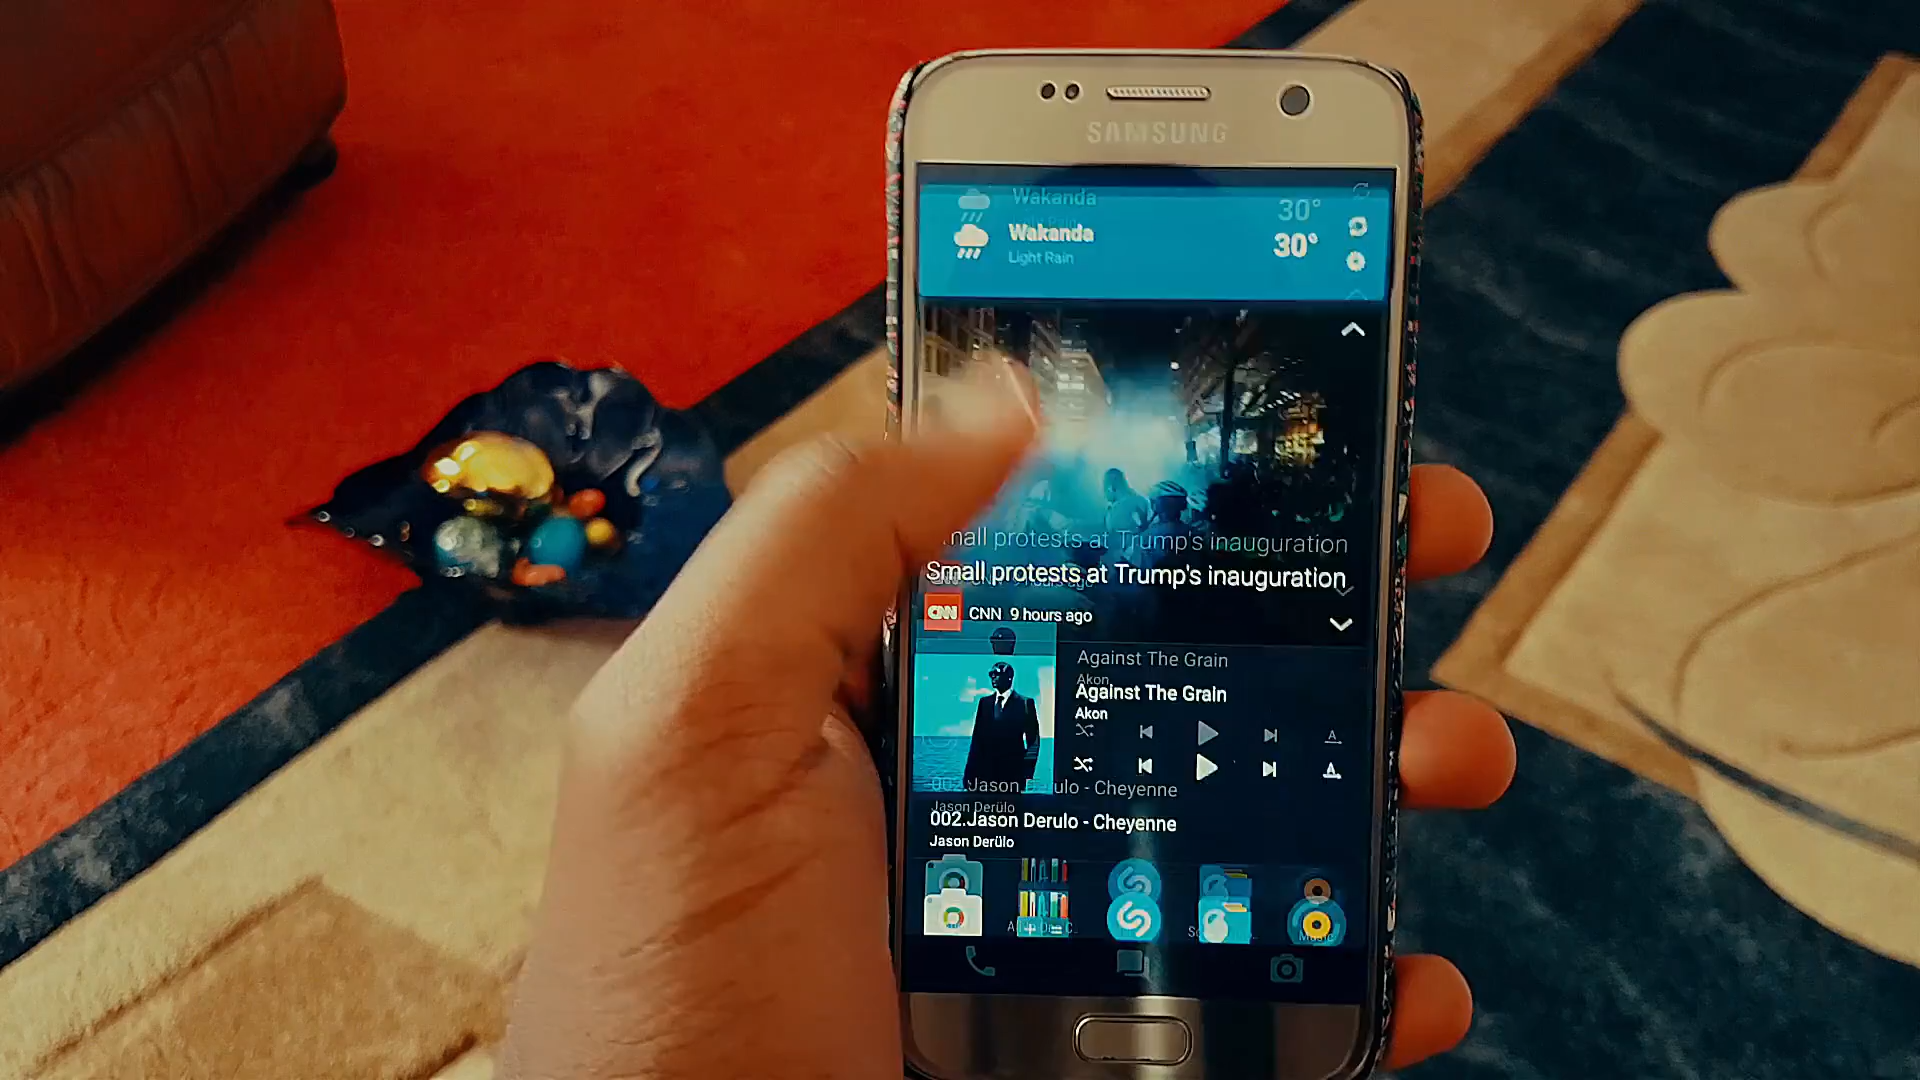 SAMSUNG
Wakanda
30°
Wakanda
30°
Light Rain
mall protests at Trump's inauguration
Small protests at Trump's inauguration
CNN CNN 9 hours ago
Against The Grain
Akon
Against The Grain
Akon
002.Jason Derulo - Cheyenne
Jason Derülo
002.Jason Derulo - Cheyenne
Jason Derülo